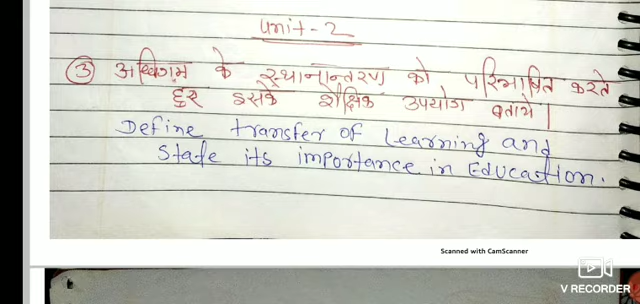 Unit-2
③ अधिगम के स्थानान्तरण को परिभाषित करते
हुए इसके शैक्षिक उपयोग बताये।
Define transfer of Learning and
State its importance in Education.
Scanned with CamScanner
V RECORDER